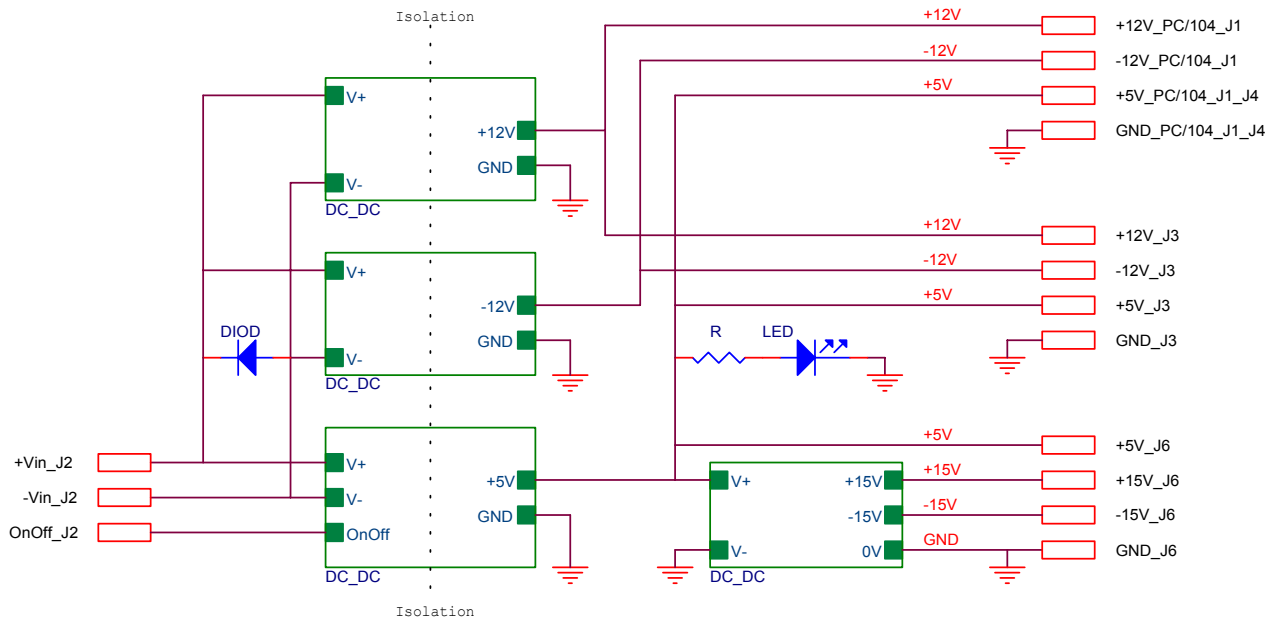 Isolation
+12V
+12V_PC/104_J1
-12V
-12V_PC/104_J1
+5V
+5V_PC/104_J1_J4
GND_PC/104_J1_J4
V+
+12V
GND
V-
DC_DC
+12V
+12V_J3
-12V
-12V_J3
+5V
+5V_J3
GND_J3
V+
-12V
GND
V-
DC_DC
DIOD
R
LED
+Vin_J2
-Vin_J2
OnOff_J2
V+
V-
OnOff
+5V
GND
DC_DC
+5V
+5V_J6
V+
+15V
-15V
V-
0V
DC_DC
+15V
+15V_J6
-15V
-15V_J6
GND
GND_J6
Isolation